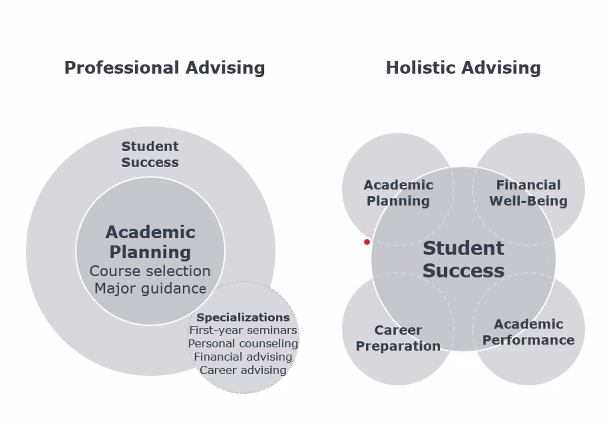 Professional Advising
Student
Success
Academic
Planning
Course selection
Major guidance
Specializations
First-year seminars
Personal counseling
Financial advising
Career advising
Holistic Advising
Academic
Planning
Financial
Well-Being
Student
Success
Career
Preparation
Academic
Performance